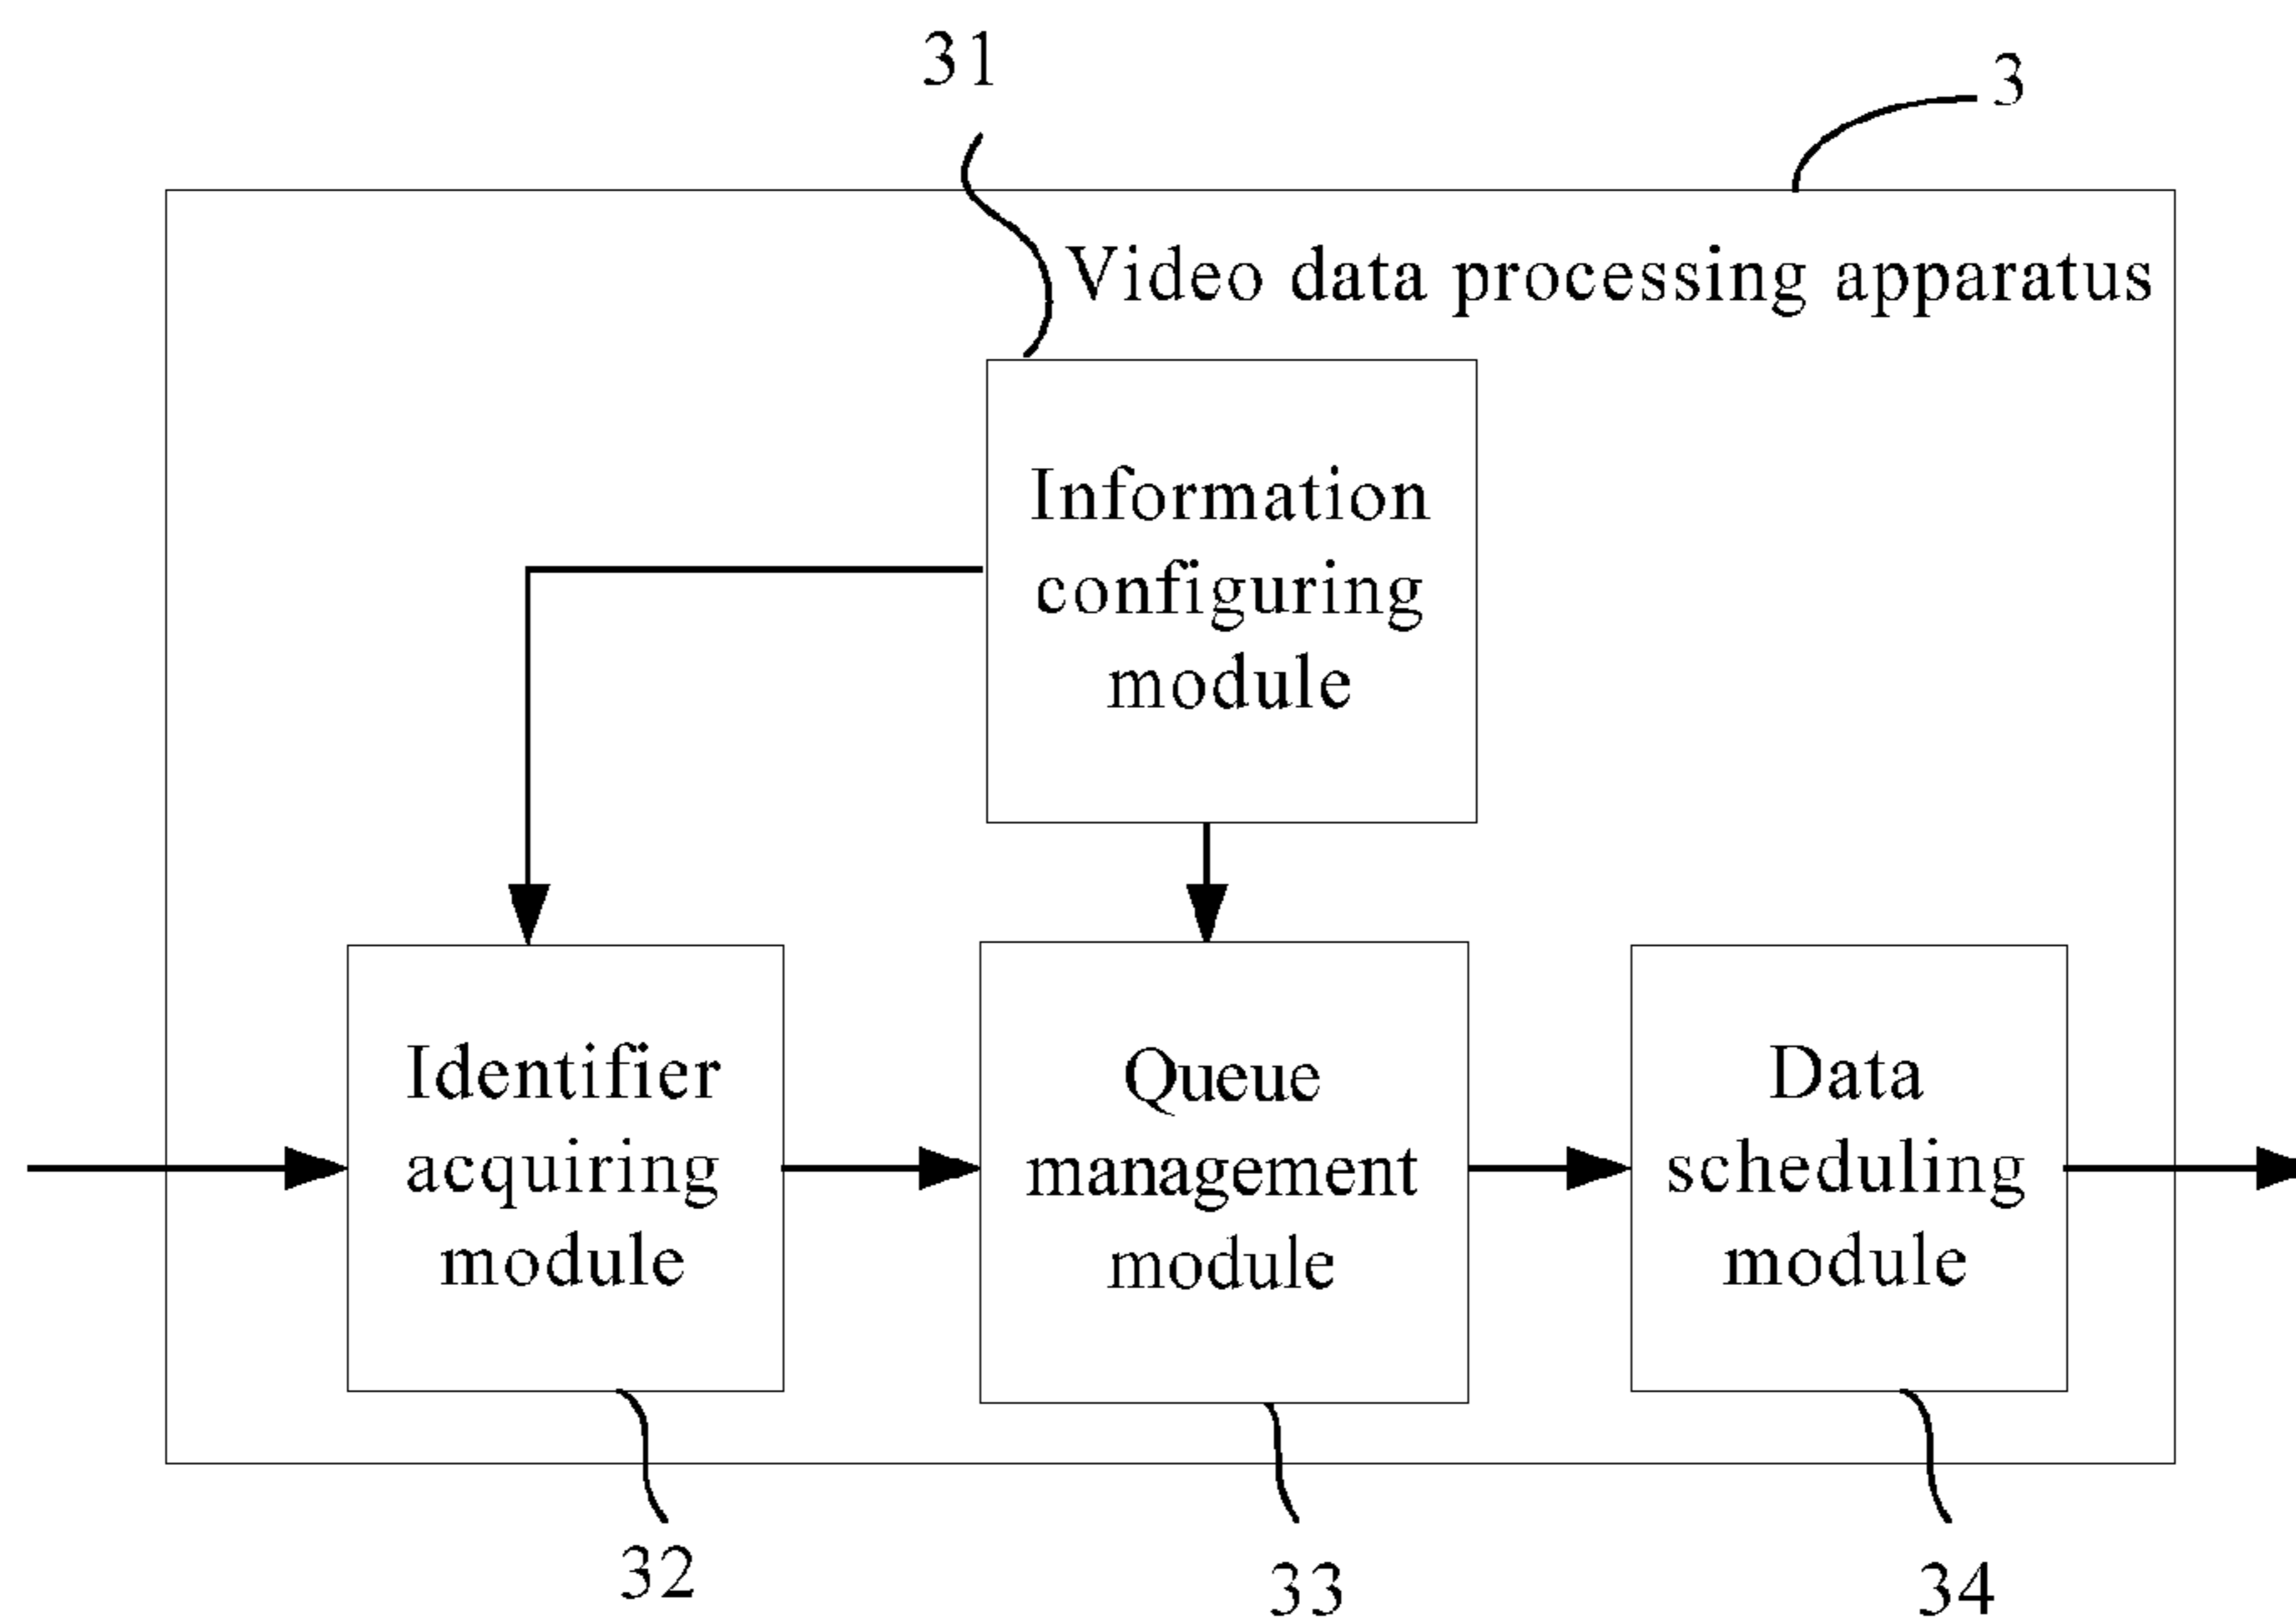 31
3
Video data processing apparatus
Information
configuring
module
Identifier
acquiring
module
Queue
management
module
Data
scheduling
module
32
33
34